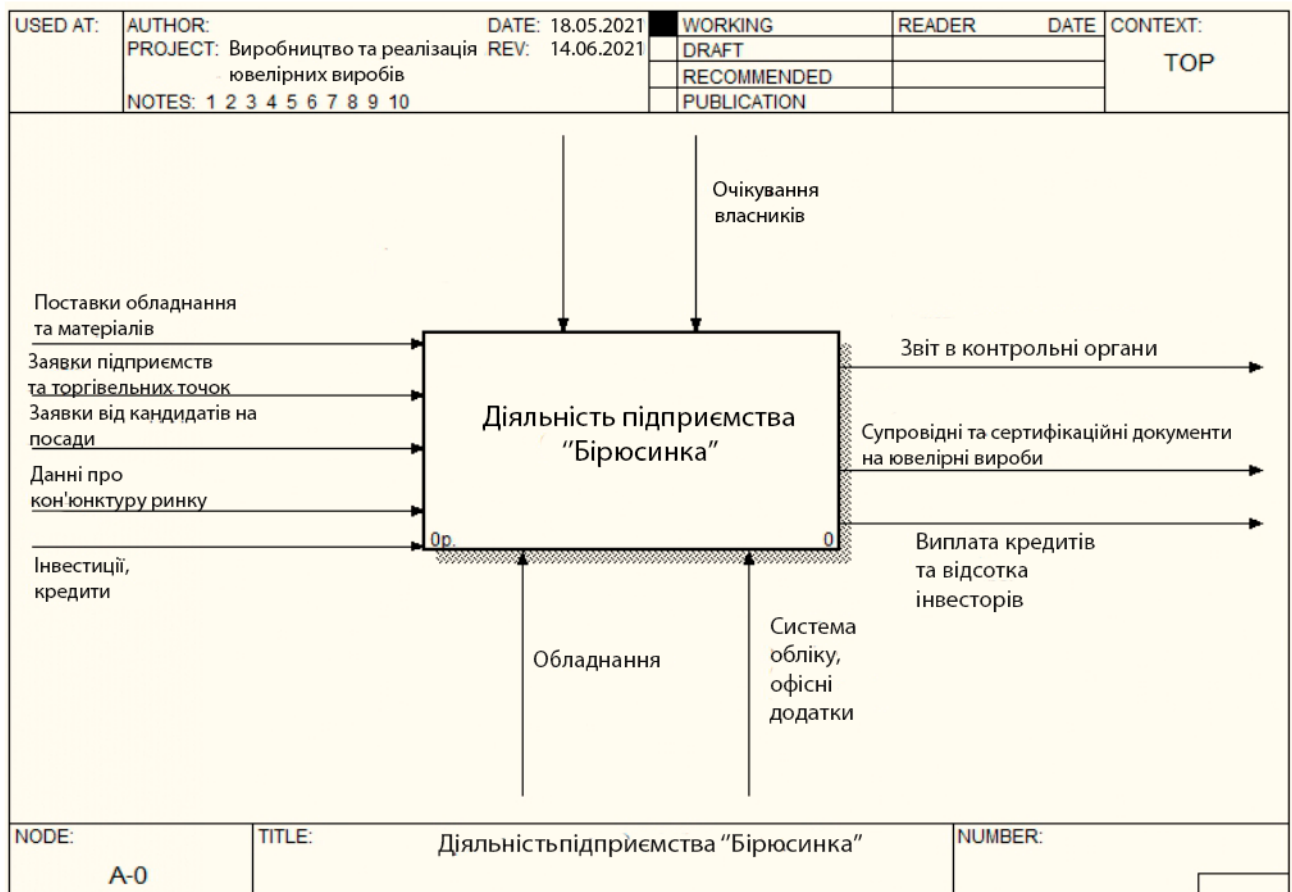 USED AT:
AUTHOR:
DATE: 18.05.2021
PROJECT: Виробництво та реалізація
ювелірних виробів
REV: 14.06.2021
NOTES: 1 2 3 4 5 6 7 8 9 10
WORKING
DRAFT
RECOMMENDED
PUBLICATION
READER DATE
CONTEXT:
TOP
Очікування
власників
Поставки обладнання
та матеріалів
Заявки підприємств
та торгівельних точок
Заявки від кандидатів на
посади
Данні про
кон'юнктуру ринку
Інвестиції,
кредити
Діяльність підприємства
"Бірюсинка"
0р.
0
Звіт в контрольні органи
Супровідні та сертифікаційні документи
на ювелірні вироби
Виплата кредитів
та відсотка
інвесторів
Обладнання
Система
обліку,
офісні
додатки
NODE:
A-0
TITLE:
Діяльністьпідприємства "Бірюсинка"
NUMBER: